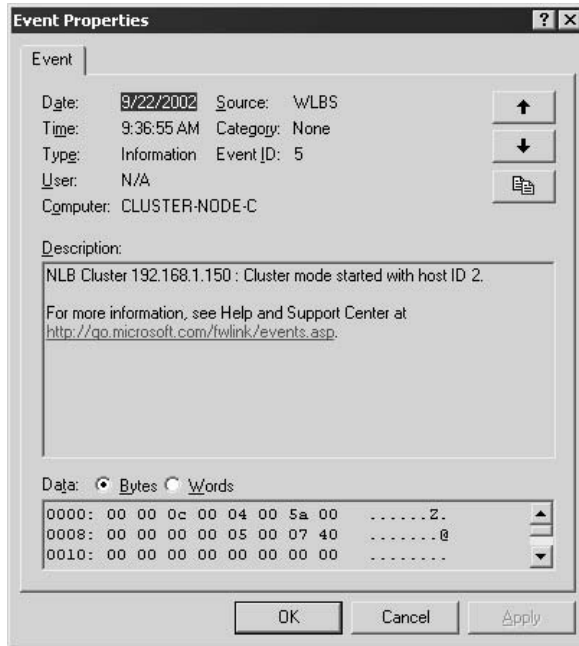 Event Properties
Event
Date: 9/22/2002 Source: WLBS
Time: 9:36:55 AM Category: None
Type: Information Event ID: 5
User: N/A
Computer: CLUSTER-NODE-C
Description:
NLB Cluster 192.168.1.150 : Cluster mode started with host ID 2.
For more information, see Help and Support Center at
http://go.microsoft.com/fwlink/events.asp.
Data: Bytes Words
0000: 00 00 0c 00 04 00 5a 00 ......Z.
0008: 00 00 00 00 05 00 07 40 .......@
0010: 00 00 00 00 00 00 00 00 ........
OK Cancel Apply